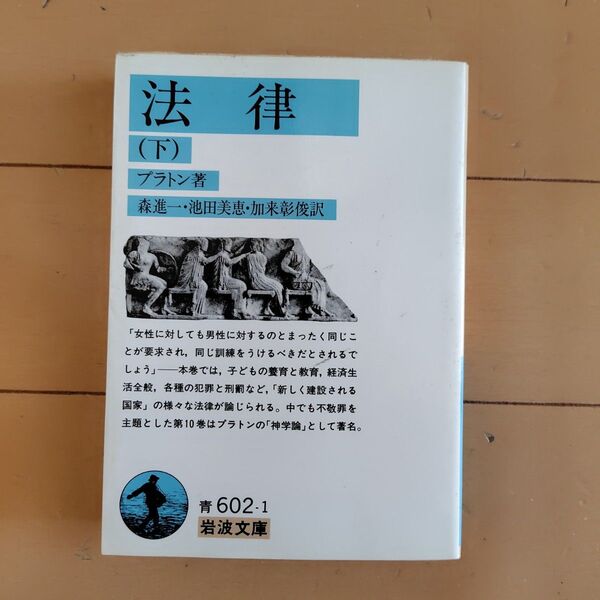 法 律
(下)
プラトン著
森進一・池田美恵・加来彰俊訳
「女性に対しても男性に対するのとまったく同じこ
とが要求され，同じ訓練をうけるべきだとされるで
しょう」――本巻では，子どもの養育と教育，経済生
活全般，各種の犯罪と刑罰など，「新しく建設される
国家」の様々な法律が論じられる。中でも不敬罪を
主題とした第10巻はプラトンの「神学論」として著名。
青 602-1
岩波文庫